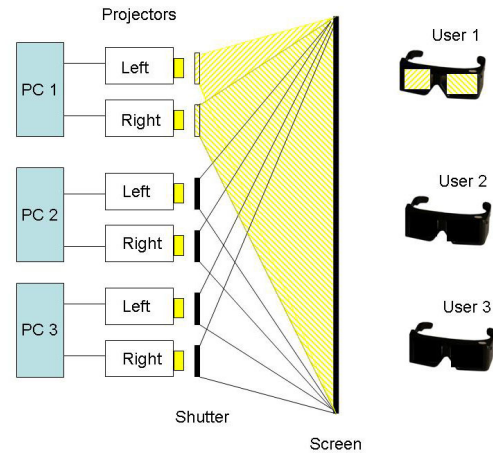 Projectors
User 1
Left
PC 1
Right
User 2
Left
PC 2
Right
User 3
Left
PC 3
Right
Shutter
Screen